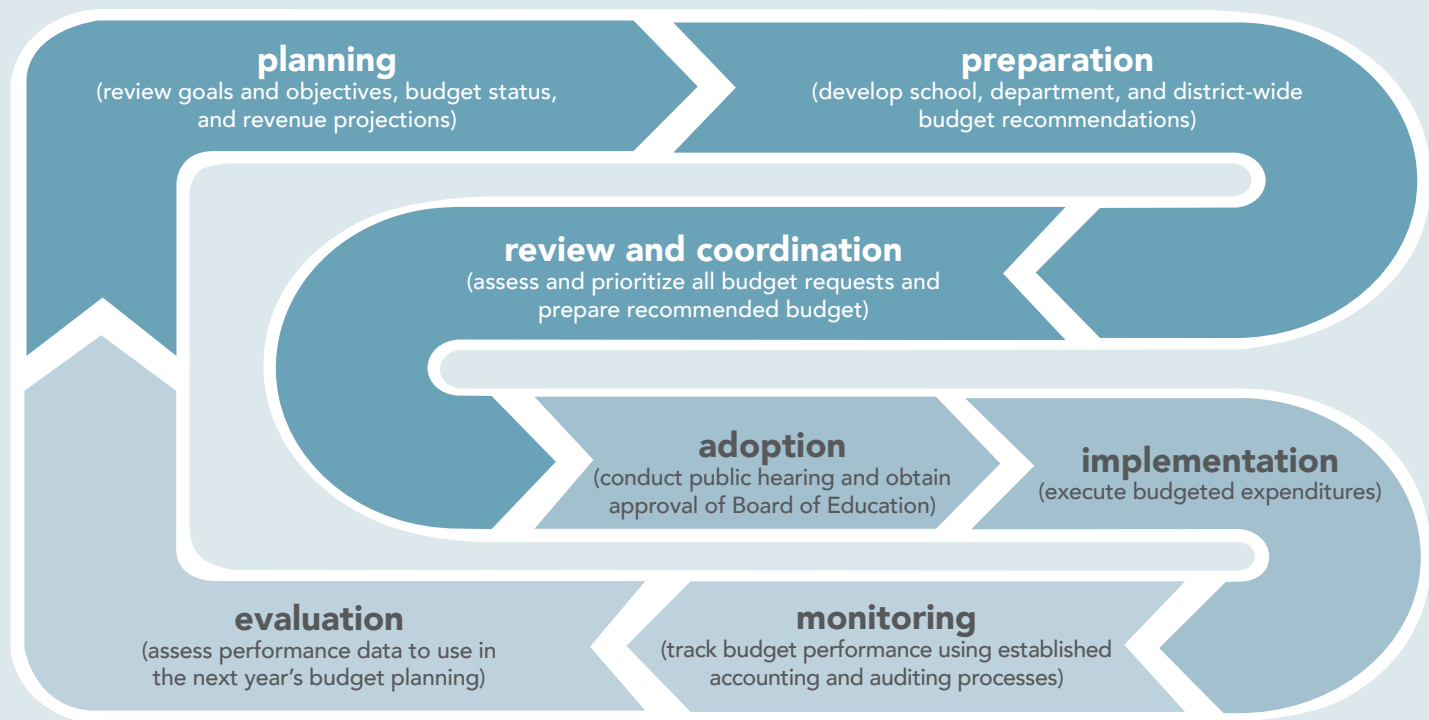 planning
(review goals and objectives, budget status,
and revenue projections)
preparation
(develop school, department, and district-wide
budget recommendations)
review and coordination
(assess and prioritize all budget requests and
prepare recommended budget)
adoption
(conduct public hearing and obtain
approval of Board of Education)
implementation
(execute budgeted expenditures)
monitoring
(track budget performance using established
accounting and auditing processes)
evaluation
(assess performance data to use in
the next year’s budget planning)